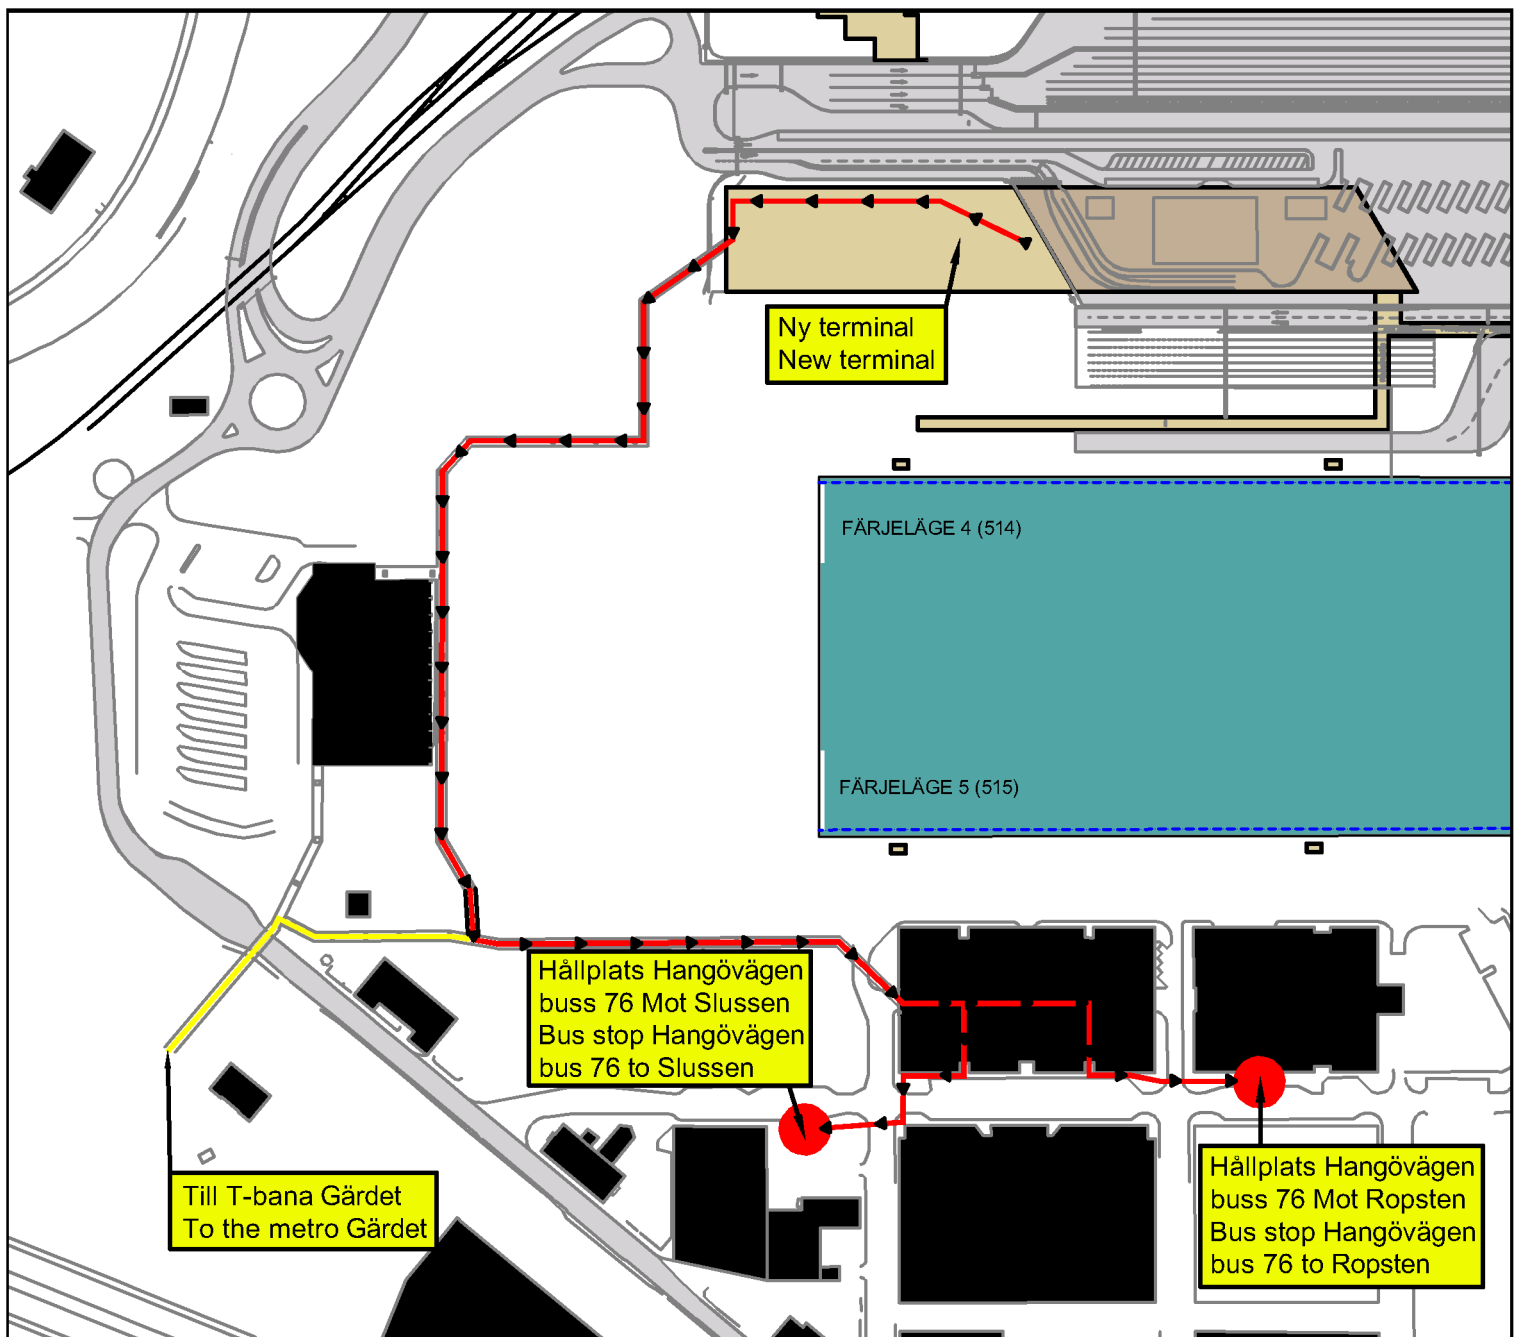 Ny terminal
New terminal
FÄRJELÄGE 4 (514)
FÄRJELÄGE 5 (515)
Hållplats Hangövägen
buss 76 Mot Slussen
Bus stop Hangövägen
bus 76 to Slussen
Till T-bana Gärdet
To the metro Gärdet
Hållplats Hangövägen
buss 76 Mot Ropsten
Bus stop Hangövägen
bus 76 to Ropsten